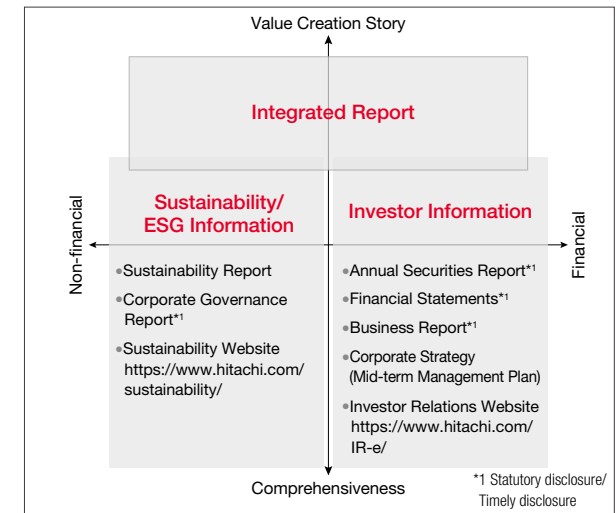 Value Creation Story
Integrated Report
Sustainability/
ESG Information
Investor Information
Non-financial
Financial
•Sustainability Report
•Corporate Governance
Report*1
•Sustainability Website
https://www.hitachi.com/
sustainability/
•Annual Securities Report*1
•Financial Statements*1
•Business Report*1
•Corporate Strategy
(Mid-term Management Plan)
•Investor Relations Website
https://www.hitachi.com/
IR-e/
Comprehensiveness
*1 Statutory disclosure/
Timely disclosure